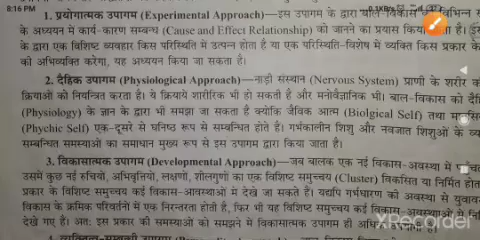 8:16 PM
1. प्रयोगात्मक उपागम (Experimental Approach)—इस उपागम के द्वारा बाल-विकास के विभिन्न
के अध्ययन में कार्य-कारण सम्बन्ध (Cause and Effect Relationship) को जानने का प्रयास किया जाता है। इस
के द्वारा एक विशिष्ट व्यवहार किस परिस्थिति में उत्पन्न होता है या एक परिस्थिति-विशेष में व्यक्ति किस प्रकार के
को अभिव्यक्त करेगा, यह अध्ययन किया जा सकता है।
2. दैहिक उपागम (Physiological Approach)—नाड़ी संस्थान (Nervous System) प्राणी के शरीर की
क्रियाओं को नियन्त्रित करता है। ये क्रियायें शारीरिक भी हो सकती हैं और मनोवैज्ञानिक भी। बाल-विकास को
(Physiology) के ज्ञान के द्वारा भी समझा जा सकता है क्योंकि जैविक आत्म (Biolgical Self) तथा
(Phychic Self) एक-दूसरे से घनिष्ठ रूप से सम्बन्धित होते हैं। गर्भकालीन शिशु और नवजात शिशुओं के
सम्बन्धित समस्याओं का समाधान मुख्य रूप से इस उपागम द्वारा किया जाता है।
3. विकासात्मक उपागम (Developmental Approach)—जब बालक एक नई विकास-अवस्था में
उसमें कुछ नई रुचियों, अभिवृत्तियों, लक्षणों, शीलगुणों का एक विशिष्ट समुच्चय (Cluster) विकसित या निर्मित
प्रकार के विशिष्ट समुच्चय कई विकास-आवस्थाओं में देखे जा सकते हैं। यद्यपि गर्भधारण की अवस्था से
विकास के क्रमिक परिवर्तनों में एक निरन्तरता होती है, फिर भी यह विशिष्ट समुच्चय कई विकास-अवस्थाओं में
देखे गए हैं। अतः इस प्रकार की समस्याओं को समझने में विकासात्मक उपागम ही अधिक
XRecorder